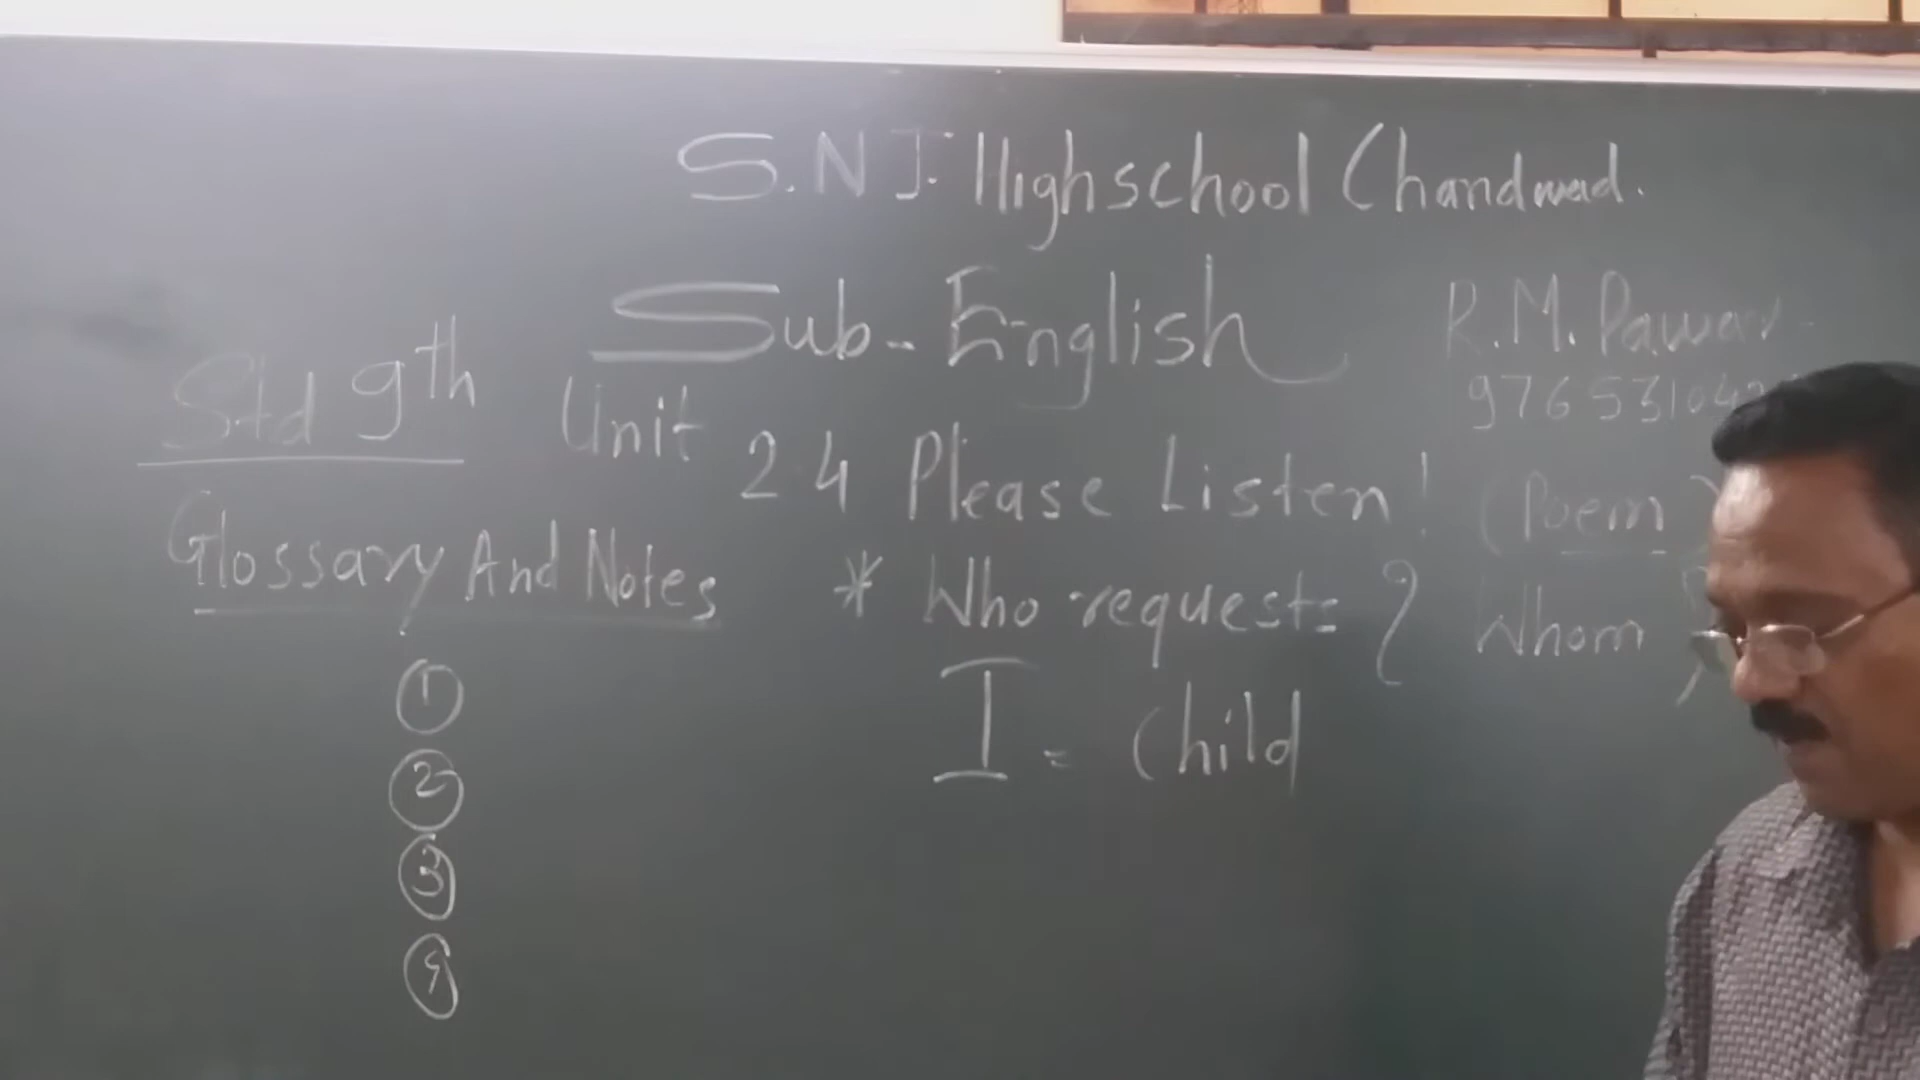 S.N.J. Highschool Chandwad.
Sub-English
R.M. Pawar
Std 9th
Unit 2.4 Please Listen! (Poem)
Glossary And Notes
* Who requests? Whom
I = Child
1
2
3
4